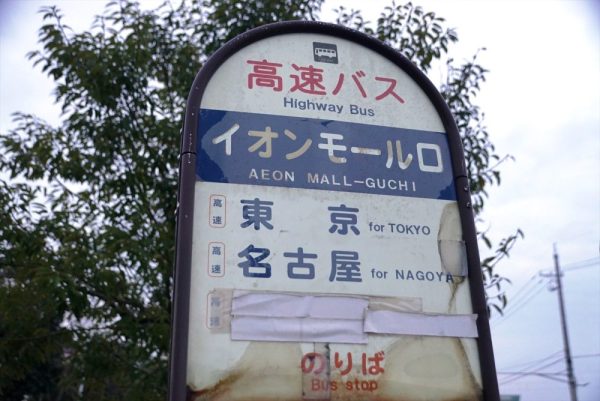 高速バス
Highway Bus
イオンモール口
AEON MALL-GUCHI
高速 東京 for TOKYO
高速 名古屋 for NAGOYA
高速
のりば
Bus stop